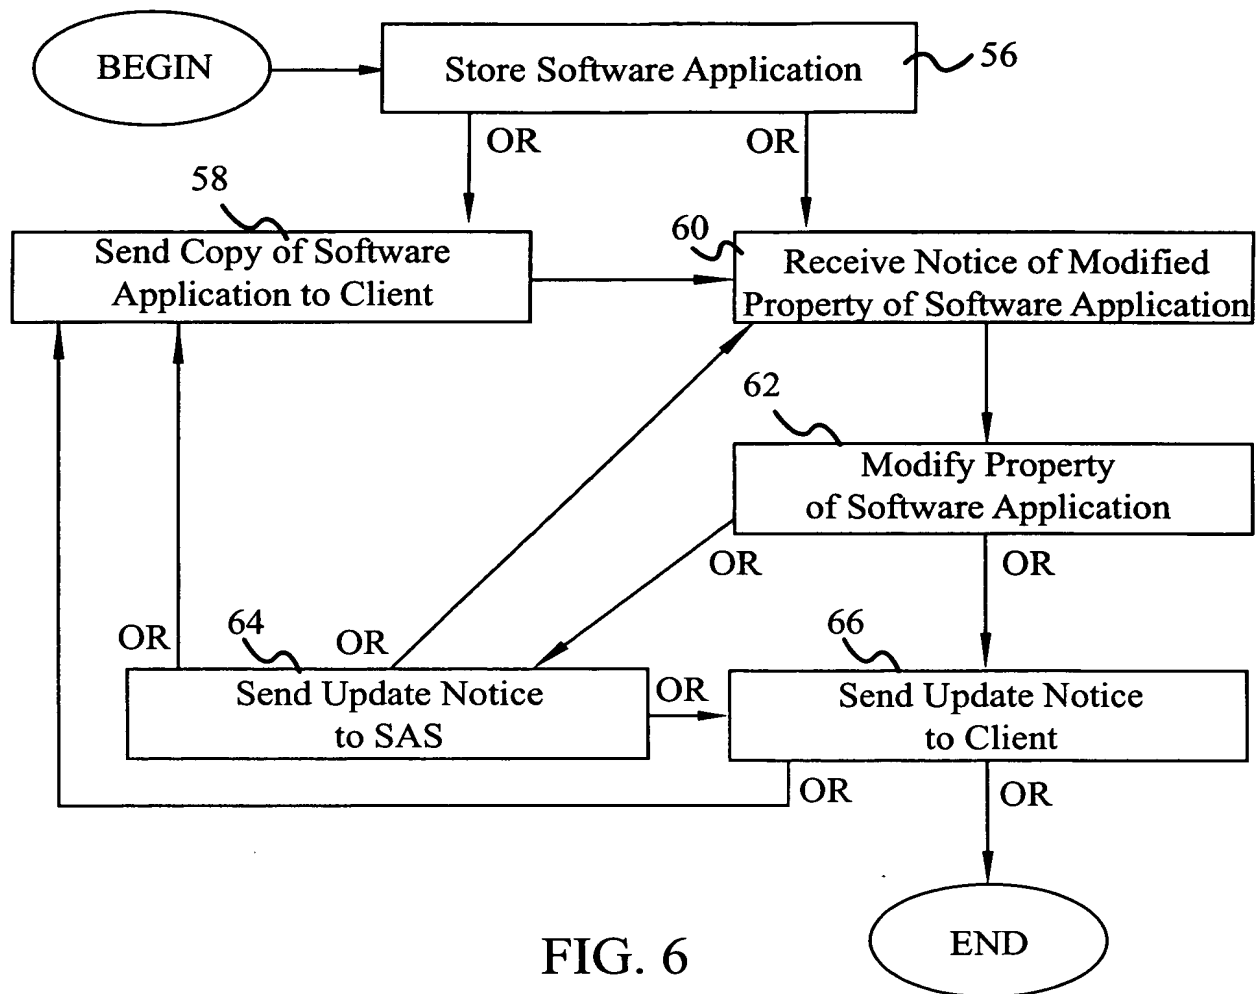 BEGIN
Store Software Application
56
OR
OR
58
Send Copy of Software
Application to Client
60
Receive Notice of Modified
Property of Software Application
62
Modify Property
of Software Application
OR
OR
OR
64
OR
Send Update Notice
to SAS
OR
66
Send Update Notice
to Client
OR
OR
END
FIG. 6